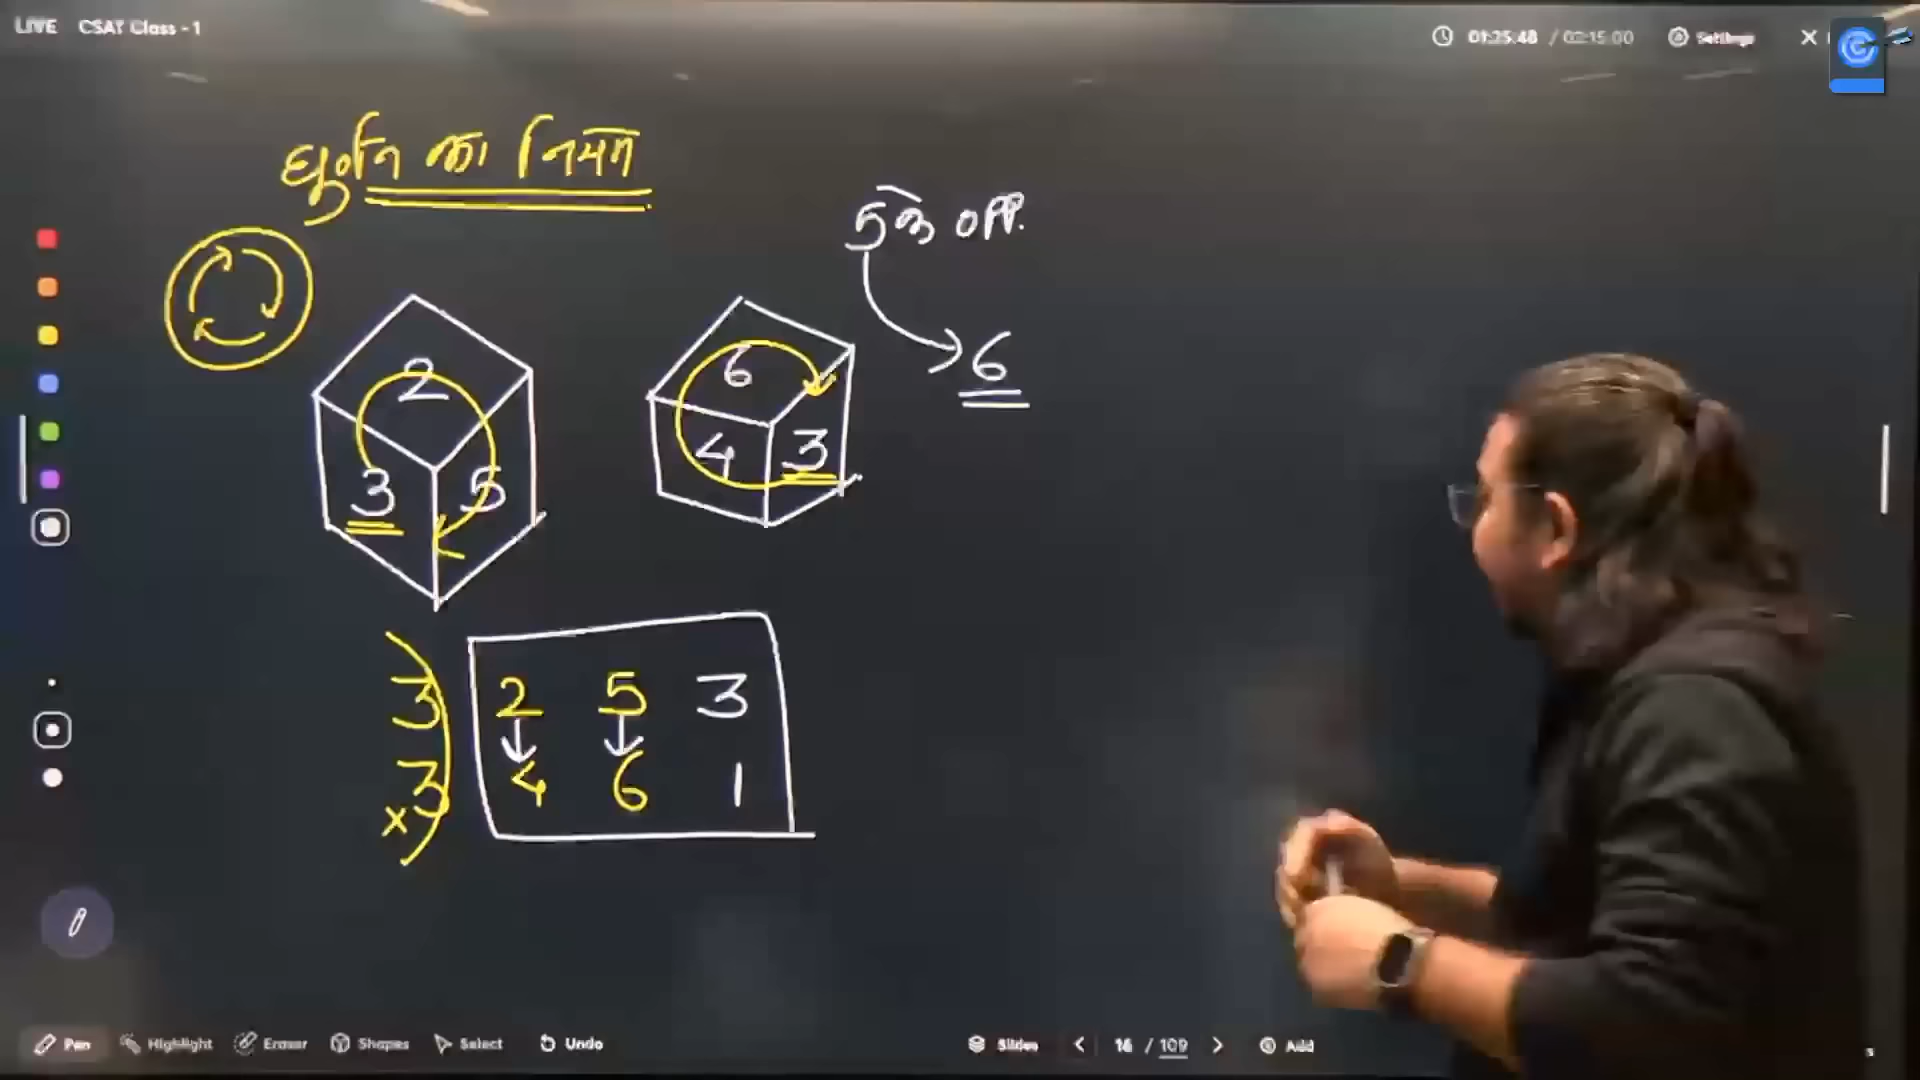 LIVE CSAT Class - 1
01:25:48 / 02:15:00 Settings
घूर्णन का नियम
5 के opp.
6
2
3 5
6
4 3
3 2 5 3
×3 4 6 1
Pen Highlight Eraser Shapes Select Undo Slides 16 / 109 Add